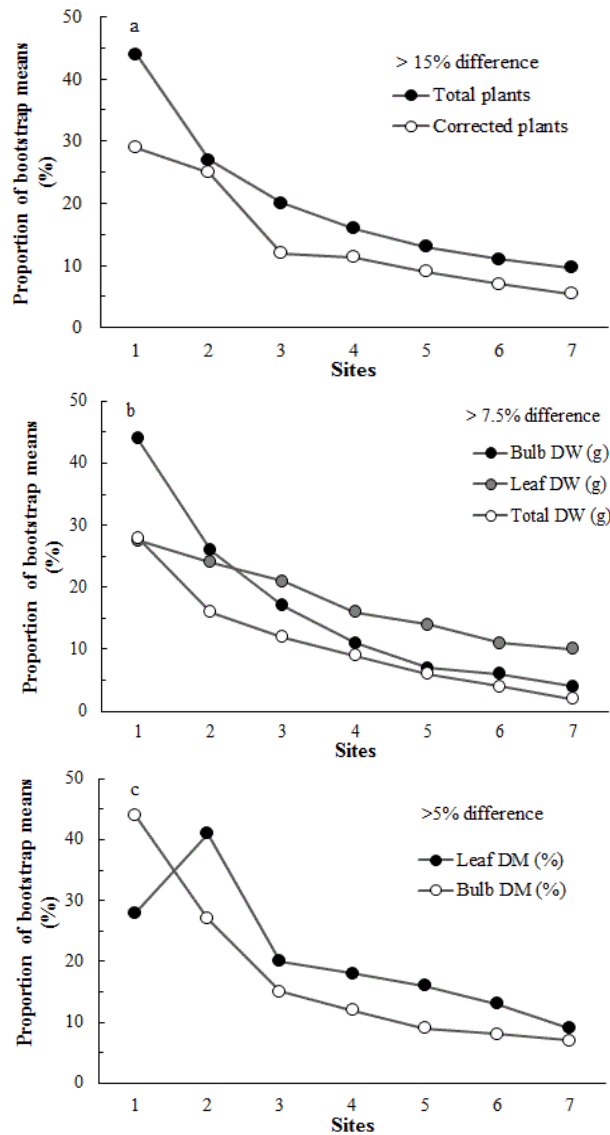 a
> 15% difference
Total plants
Corrected plants
Proportion of bootstrap means
(%)
50
40
30
20
10
0
1 2 3 4 5 6 7
Sites
b
> 7.5% difference
Bulb DW (g)
Leaf DW (g)
Total DW (g)
Proportion of bootstrap means
(%)
50
40
30
20
10
0
1 2 3 4 5 6 7
Sites
c
>5% difference
Leaf DM (%)
Bulb DM (%)
Proportion of bootstrap means
(%)
50
40
30
20
10
0
1 2 3 4 5 6 7
Sites